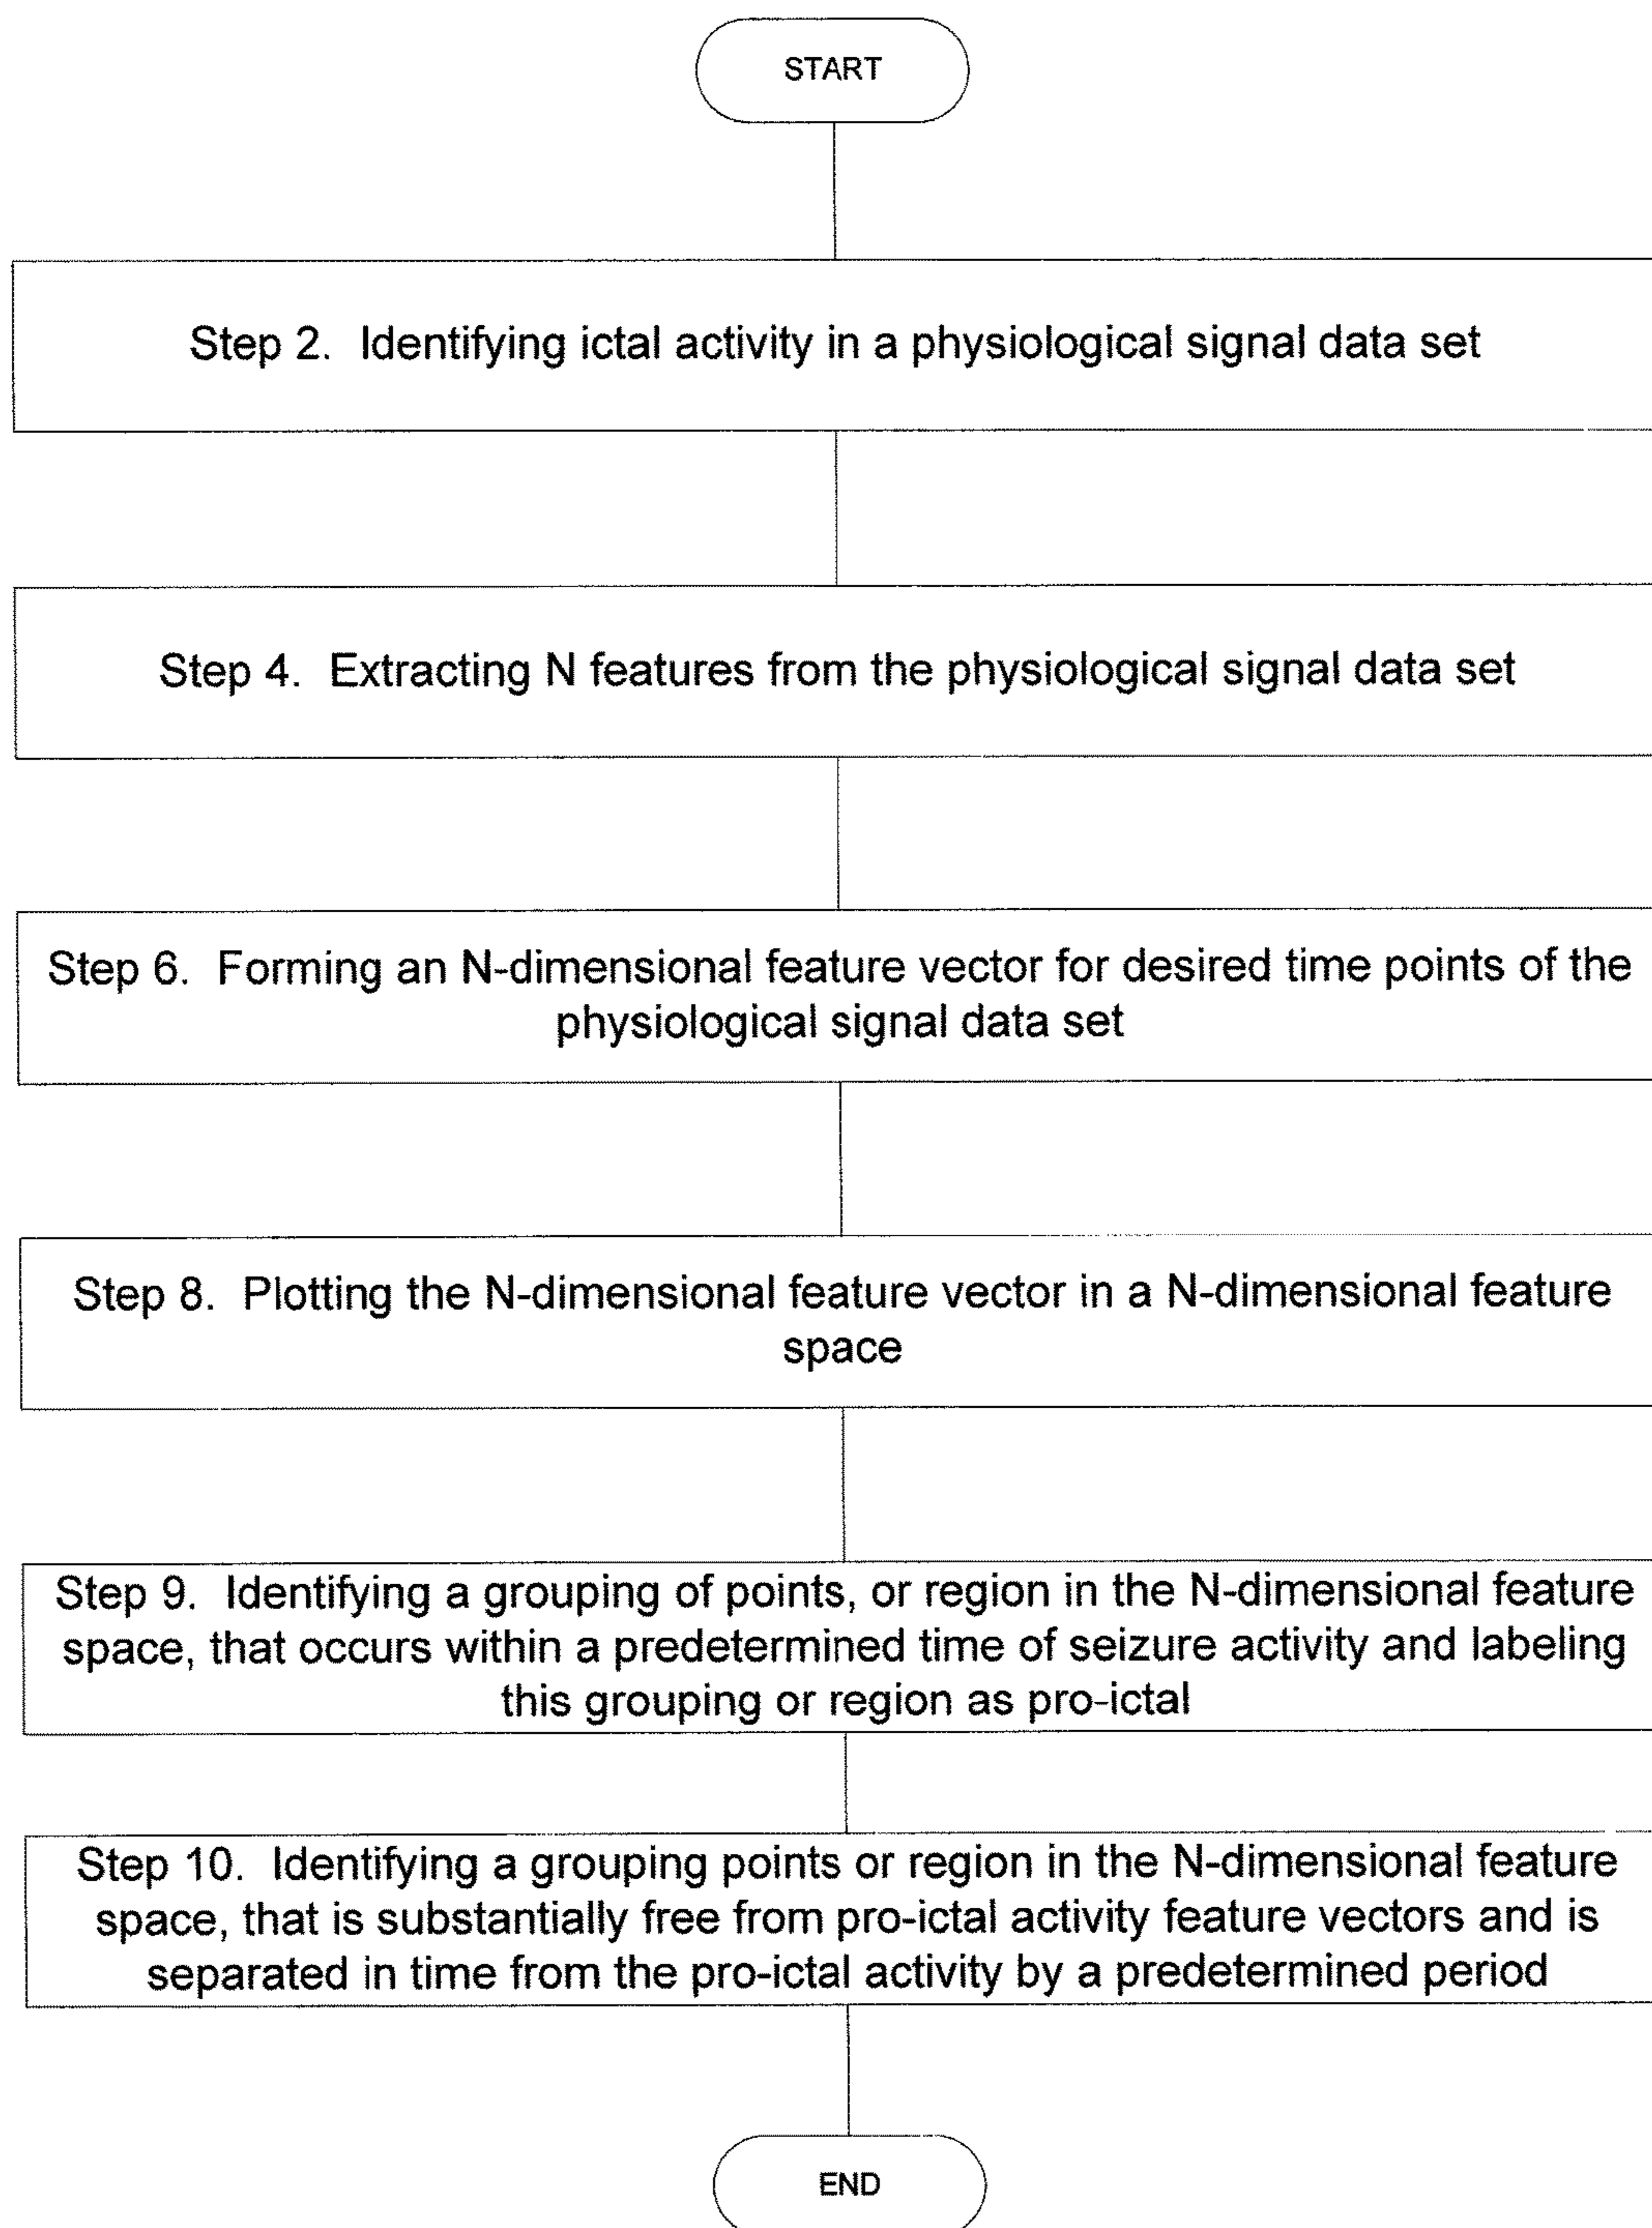 START
Step 2. Identifying ictal activity in a physiological signal data set
Step 4. Extracting N features from the physiological signal data set
Step 6. Forming an N-dimensional feature vector for desired time points of the
physiological signal data set
Step 8. Plotting the N-dimensional feature vector in a N-dimensional feature
space
Step 9. Identifying a grouping of points, or region in the N-dimensional feature
space, that occurs within a predetermined time of seizure activity and labeling
this grouping or region as pro-ictal
Step 10. Identifying a grouping points or region in the N-dimensional feature
space, that is substantially free from pro-ictal activity feature vectors and is
separated in time from the pro-ictal activity by a predetermined period
END